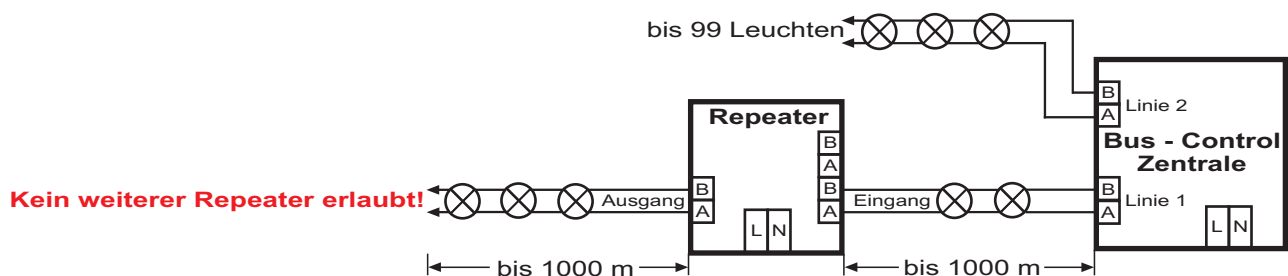 bis 99 Leuchten
B
A
Linie 2
Bus - Control
Zentrale
B
A
Linie 1
L N
Repeater
B
A
B
A
Eingang
B
A
Ausgang
L N
Kein weiterer Repeater erlaubt!
bis 1000 m
bis 1000 m